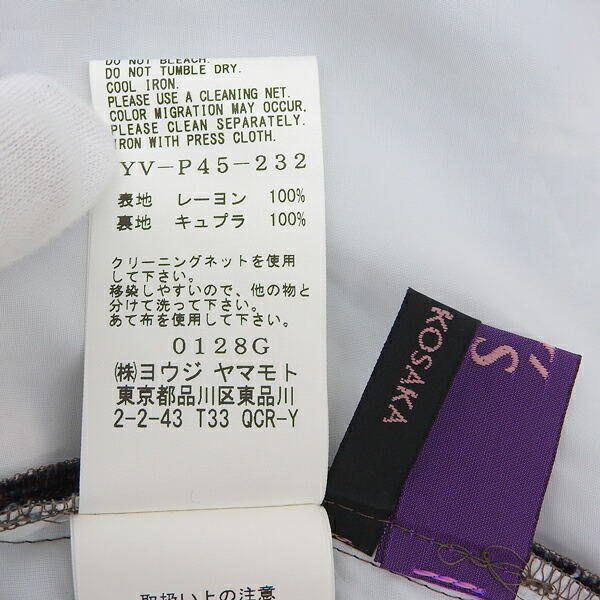 DO NOT BLEACH.
DO NOT TUMBLE DRY.
COOL IRON.
PLEASE USE A CLEANING NET.
COLOR MIGRATION MAY OCCUR.
PLEASE CLEAN SEPARATELY.
IRON WITH PRESS CLOTH.
YV-P45-232
表地 レーヨン 100%
裏地 キュプラ 100%
クリーニングネットを使用
して下さい。
移染しやすいので、他の物と
分けて洗って下さい。
あて布を使用して下さい。
0128G
㈱ヨウジ ヤマモト
東京都品川区東品川
2-2-43 T33 QCR-Y
取扱い上の注意
KOSAKA
's